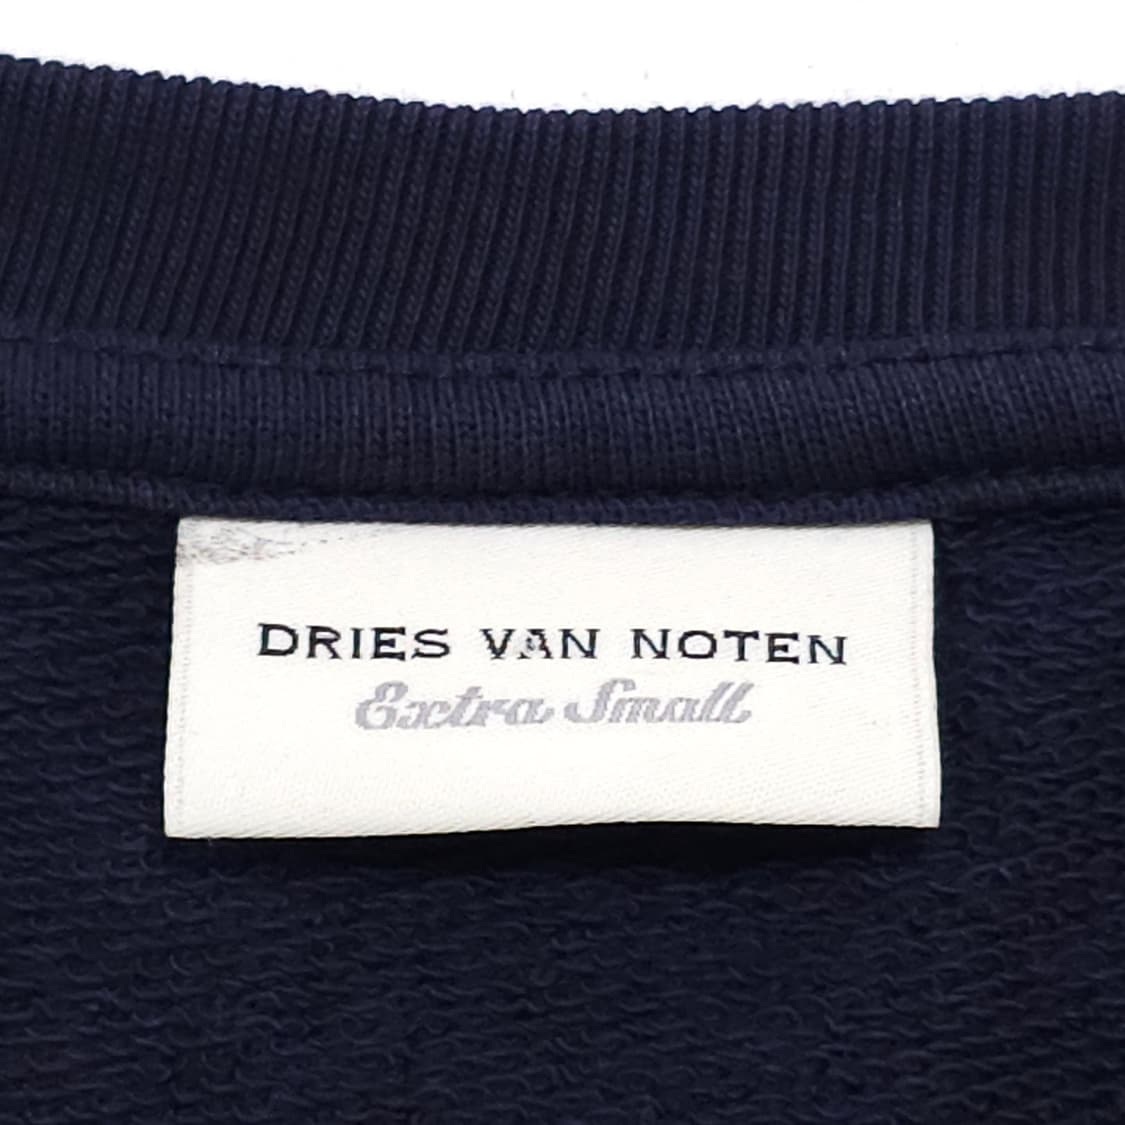 DRIES VAN NOTEN
Extra Small